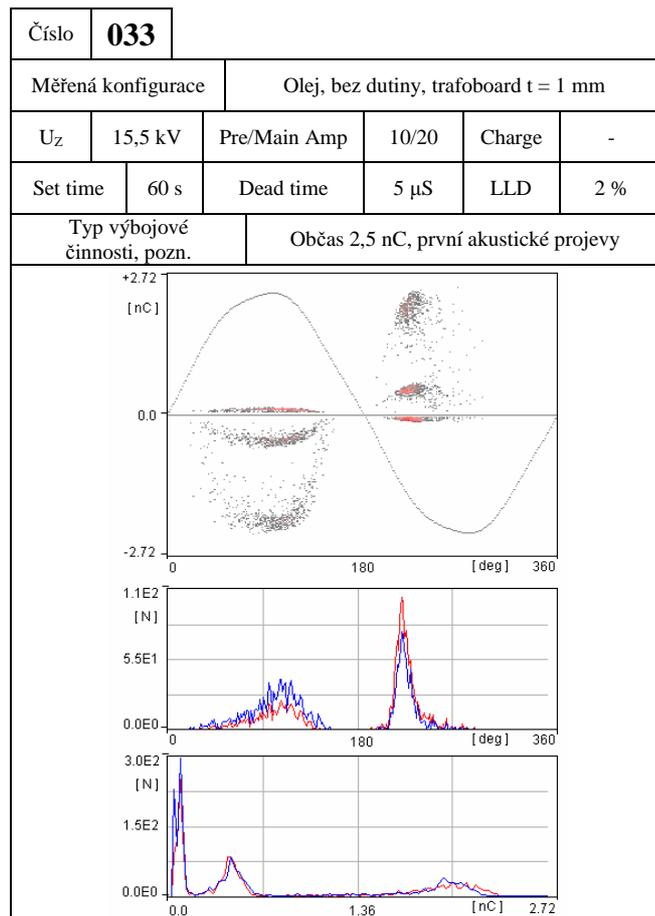 Číslo 033
Měřená konfigurace Olej, bez dutiny, trafoboard t = 1 mm
UZ 15,5 kV Pre/Main Amp 10/20 Charge -
Set time 60 s Dead time 5 µS LLD 2 %
Typ výbojové
činnosti, pozn.
Občas 2,5 nC, první akustické projevy
+2.72
[nC]
0.0
-2.72
0 180 [deg] 360
1.1E2
[N]
5.5E1
0.0E0
0 180 [deg] 360
3.0E2
[N]
1.5E2
0.0E0
0.0 1.36 [nC] 2.72